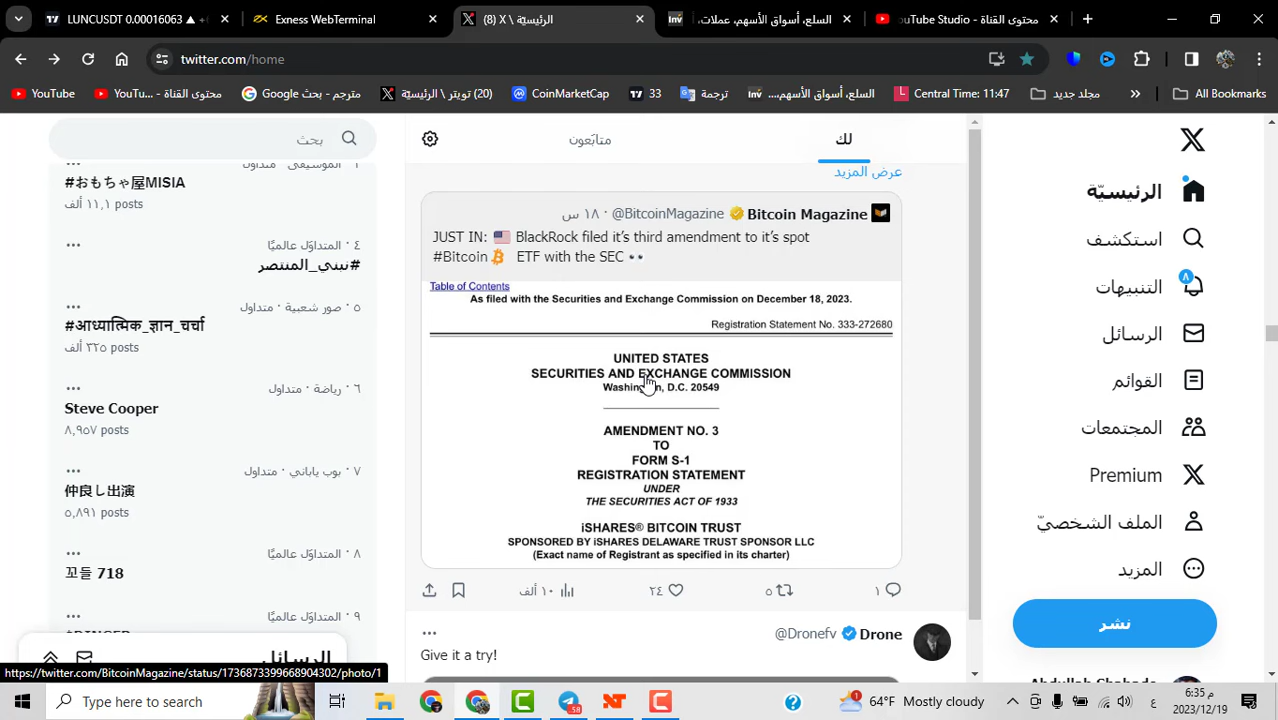 LUNCUSDT 0.00016063 ▲ +
Exness WebTerminal
(8) X \ الرئيسيّة
السلع، أسواق الأسهم، عملات،
ouTube Studio - محتوى القناة
twitter.com/home
YouTube
YouTu... - محتوى القناة
مترجم - بحث Google
(20) تويتر \ الرئيسيّة
CoinMarketCap
33
ترجمة
السلع، أسواق الأسهم،...
Central Time: 11:47
مجلد جديد
All Bookmarks
بحث
متابَعون
لك
عرض المزيد
الموسيقى · متداول
#おもちゃ屋MISIA
١١,١ ألف posts
٤ · المتداوَل عالميًا
#نبني_المنتصر
٥ · صور شعبية · متداول
#आध्यात्मिक_ज्ञान_चर्चा
٣٢٥ ألف posts
٦ · رياضة · متداول
Steve Cooper
٨,٩٥٧ posts
٧ · بوب ياباني · متداول
仲良し出演
٥,٨٩١ posts
٨ · المتداوَل عالميًا
꼬들 718
٩ · المتداوَل عالميًا
الرسائل
Bitcoin Magazine @BitcoinMagazine · ١٨ س
JUST IN: 🇺🇸 BlackRock filed it's third amendment to it's spot
#Bitcoin ETF with the SEC 👀
Table of Contents
As filed with the Securities and Exchange Commission on December 18, 2023.
Registration Statement No. 333-272680
UNITED STATES
SECURITIES AND EXCHANGE COMMISSION
Washington, D.C. 20549
AMENDMENT NO. 3
TO
FORM S-1
REGISTRATION STATEMENT
UNDER
THE SECURITIES ACT OF 1933
iSHARES® BITCOIN TRUST
SPONSORED BY iSHARES DELAWARE TRUST SPONSOR LLC
(Exact name of Registrant as specified in its charter)
١
٥
٢٤
١٠ ألف
Drone @Dronefv
Give it a try!
الرئيسيّة
استكشف
التنبيهات
٨
الرسائل
القوائم
المجتمعات
Premium
الملف الشخصيّ
المزيد
نشر
https://twitter.com/BitcoinMagazine/status/1736873399668904302/photo/1
Type here to search
58
64°F Mostly cloudy
ع
6:35 م
2023/12/19